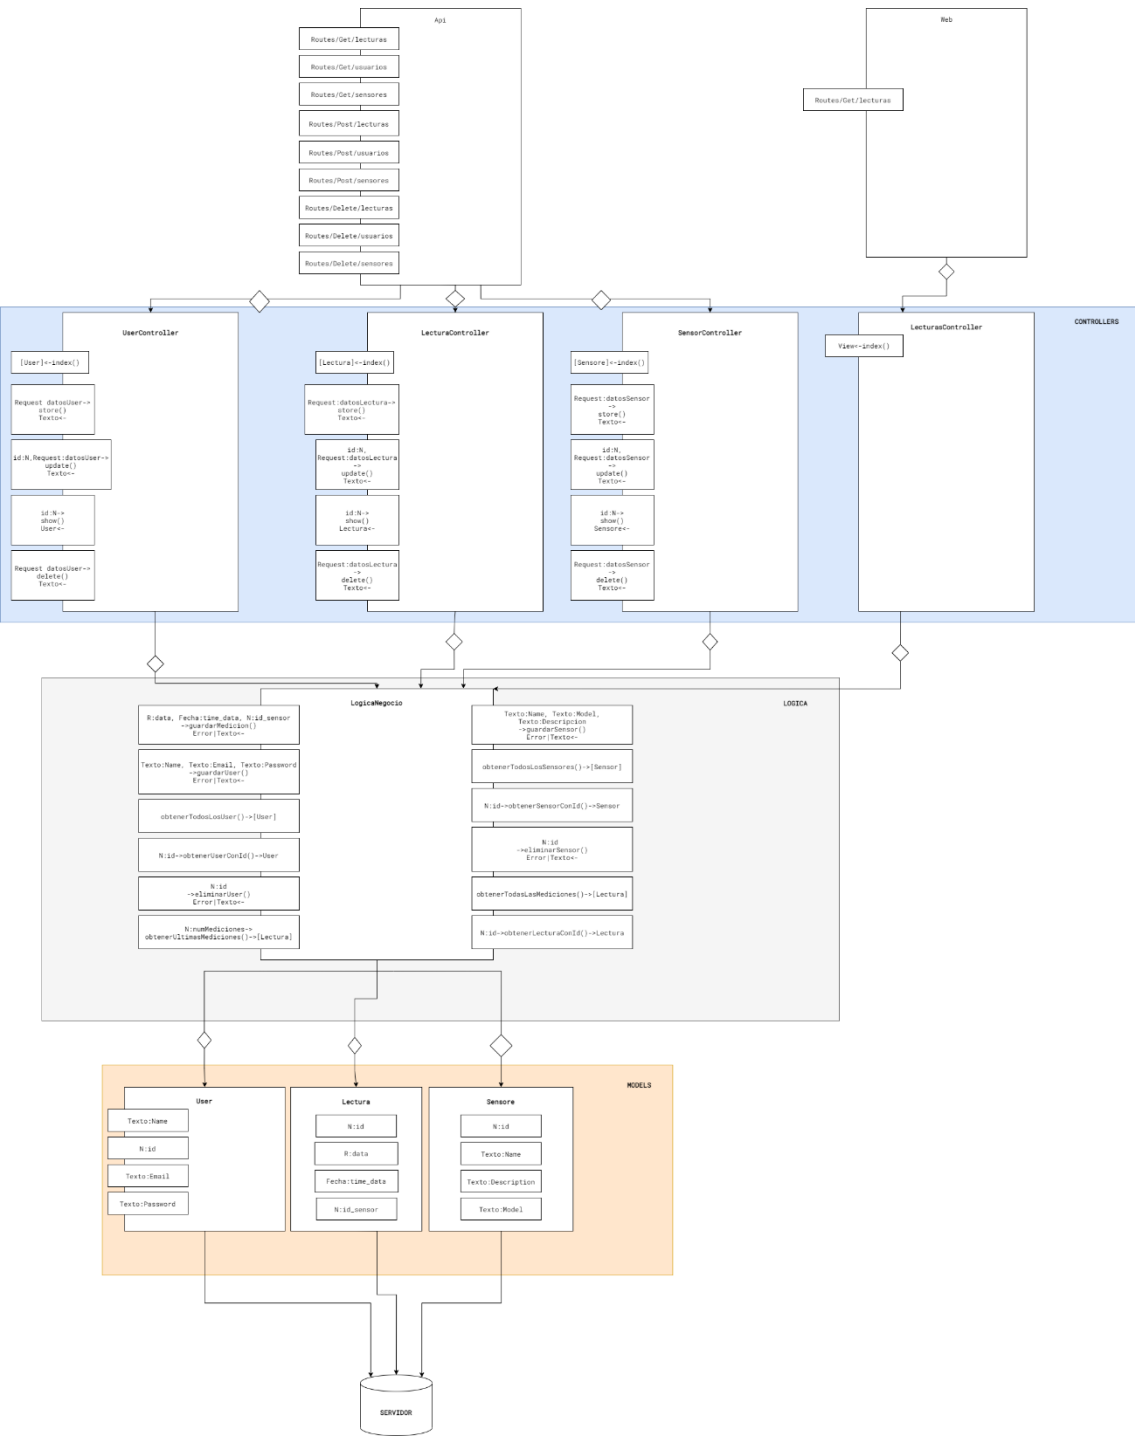 Api
Routes/Get/lecturas
Routes/Get/usuarios
Routes/Get/sensores
Routes/Post/lecturas
Routes/Post/usuarios
Routes/Post/sensores
Routes/Delete/lecturas
Routes/Delete/usuarios
Routes/Delete/sensores
Web
Routes/Get/lecturas
CONTROLLERS
UserController
[User]<-index()
Request datosUser->
store()
Texto<-
id:N,Request:datosUser->
update()
Texto<-
id:N->
show()
User<-
Request datosUser->
delete()
Texto<-
LecturaController
[Lectura]<-index()
Request:datosLectura->
store()
Texto<-
id:N,
Request:datosLectura
->
update()
Texto<-
id:N->
show()
Lectura<-
Request:datosLectura
->
delete()
Texto<-
SensorController
[Sensore]<-index()
Request:datosSensor
->
store()
Texto<-
id:N,
Request:datosSensor
->
update()
Texto<-
id:N->
show()
Sensore<-
Request:datosSensor
->
delete()
Texto<-
LecturasController
View<-index()
LOGICA
LogicaNegocio
R:data, Fecha:time_data, N:id_sensor
->guardarMedicion()
Error|Texto<-
Texto:Name, Texto:Email, Texto:Password
->guardarUser()
Error|Texto<-
obtenerTodosLosUser()->[User]
N:id->obtenerUserConId()->User
N:id
->eliminarUser()
Error|Texto<-
N:numMediciones->
obtenerUltimasMediciones()->[Lectura]
Texto:Name, Texto:Model,
Texto:Descripcion
->guardarSensor()
Error|Texto<-
obtenerTodosLosSensores()->[Sensor]
N:id->obtenerSensorConId()->Sensor
N:id
->eliminarSensor()
Error|Texto<-
obtenerTodasLasMediciones()->[Lectura]
N:id->obtenerLecturaConId()->Lectura
MODELS
User
Texto:Name
N:id
Texto:Email
Texto:Password
Lectura
N:id
R:data
Fecha:time_data
N:id_sensor
Sensore
N:id
Texto:Name
Texto:Description
Texto:Model
SERVIDOR